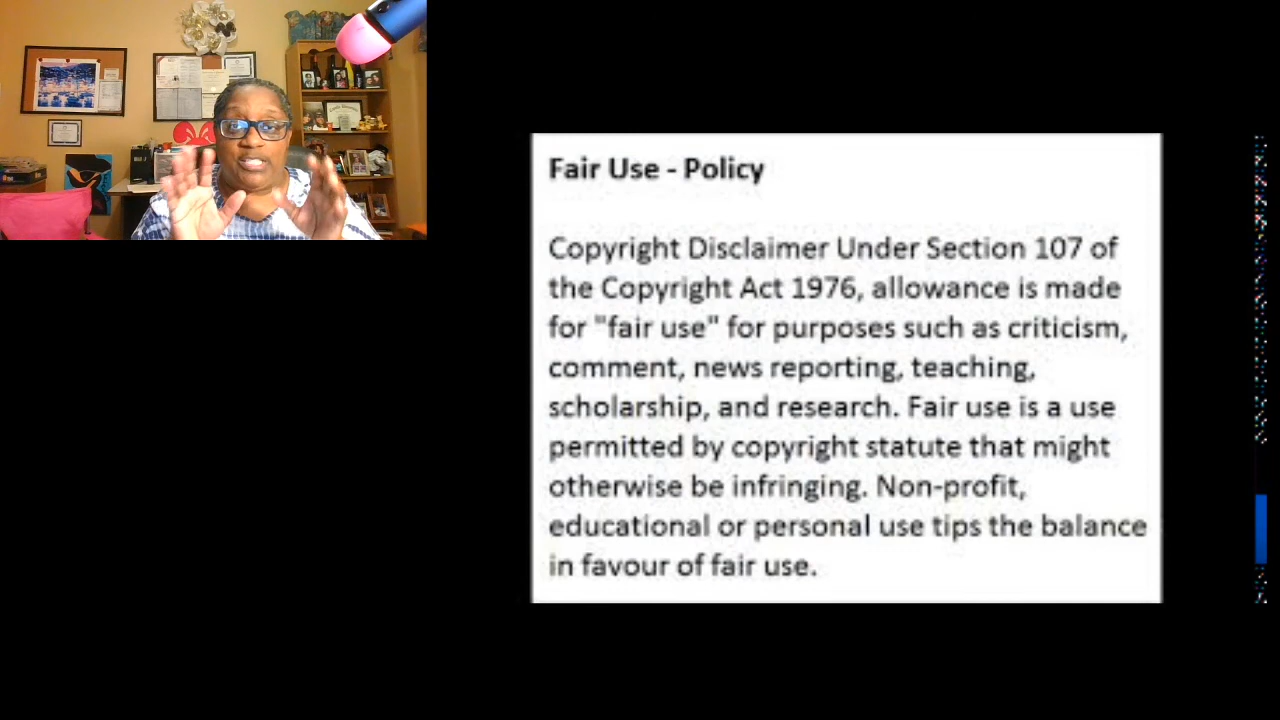 Fair Use - Policy
Copyright Disclaimer Under Section 107 of
the Copyright Act 1976, allowance is made
for "fair use" for purposes such as criticism,
comment, news reporting, teaching,
scholarship, and research. Fair use is a use
permitted by copyright statute that might
otherwise be infringing. Non-profit,
educational or personal use tips the balance
in favour of fair use.